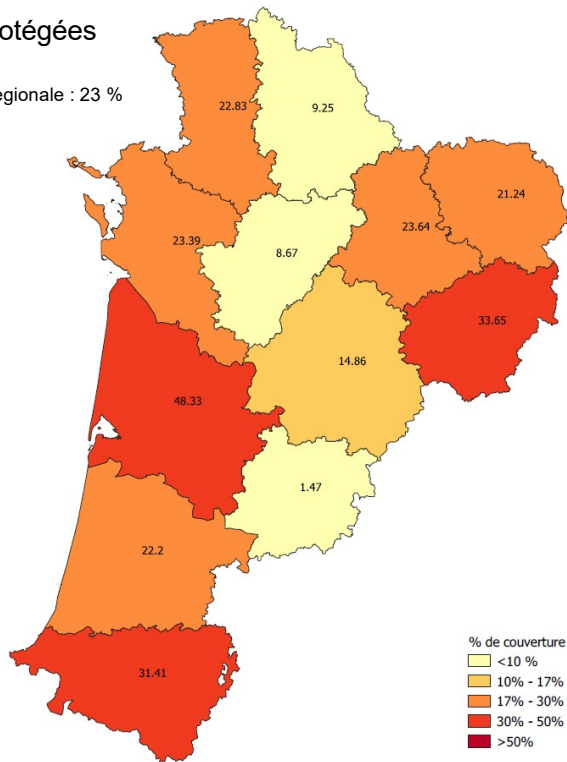 otégées
égionale : 23 %
22.83
9.25
21.24
23.64
23.39
8.67
33.65
14.86
48.33
1.47
22.2
31.41
% de couverture
<10 %
10% - 17%
17% - 30%
30% - 50%
>50%